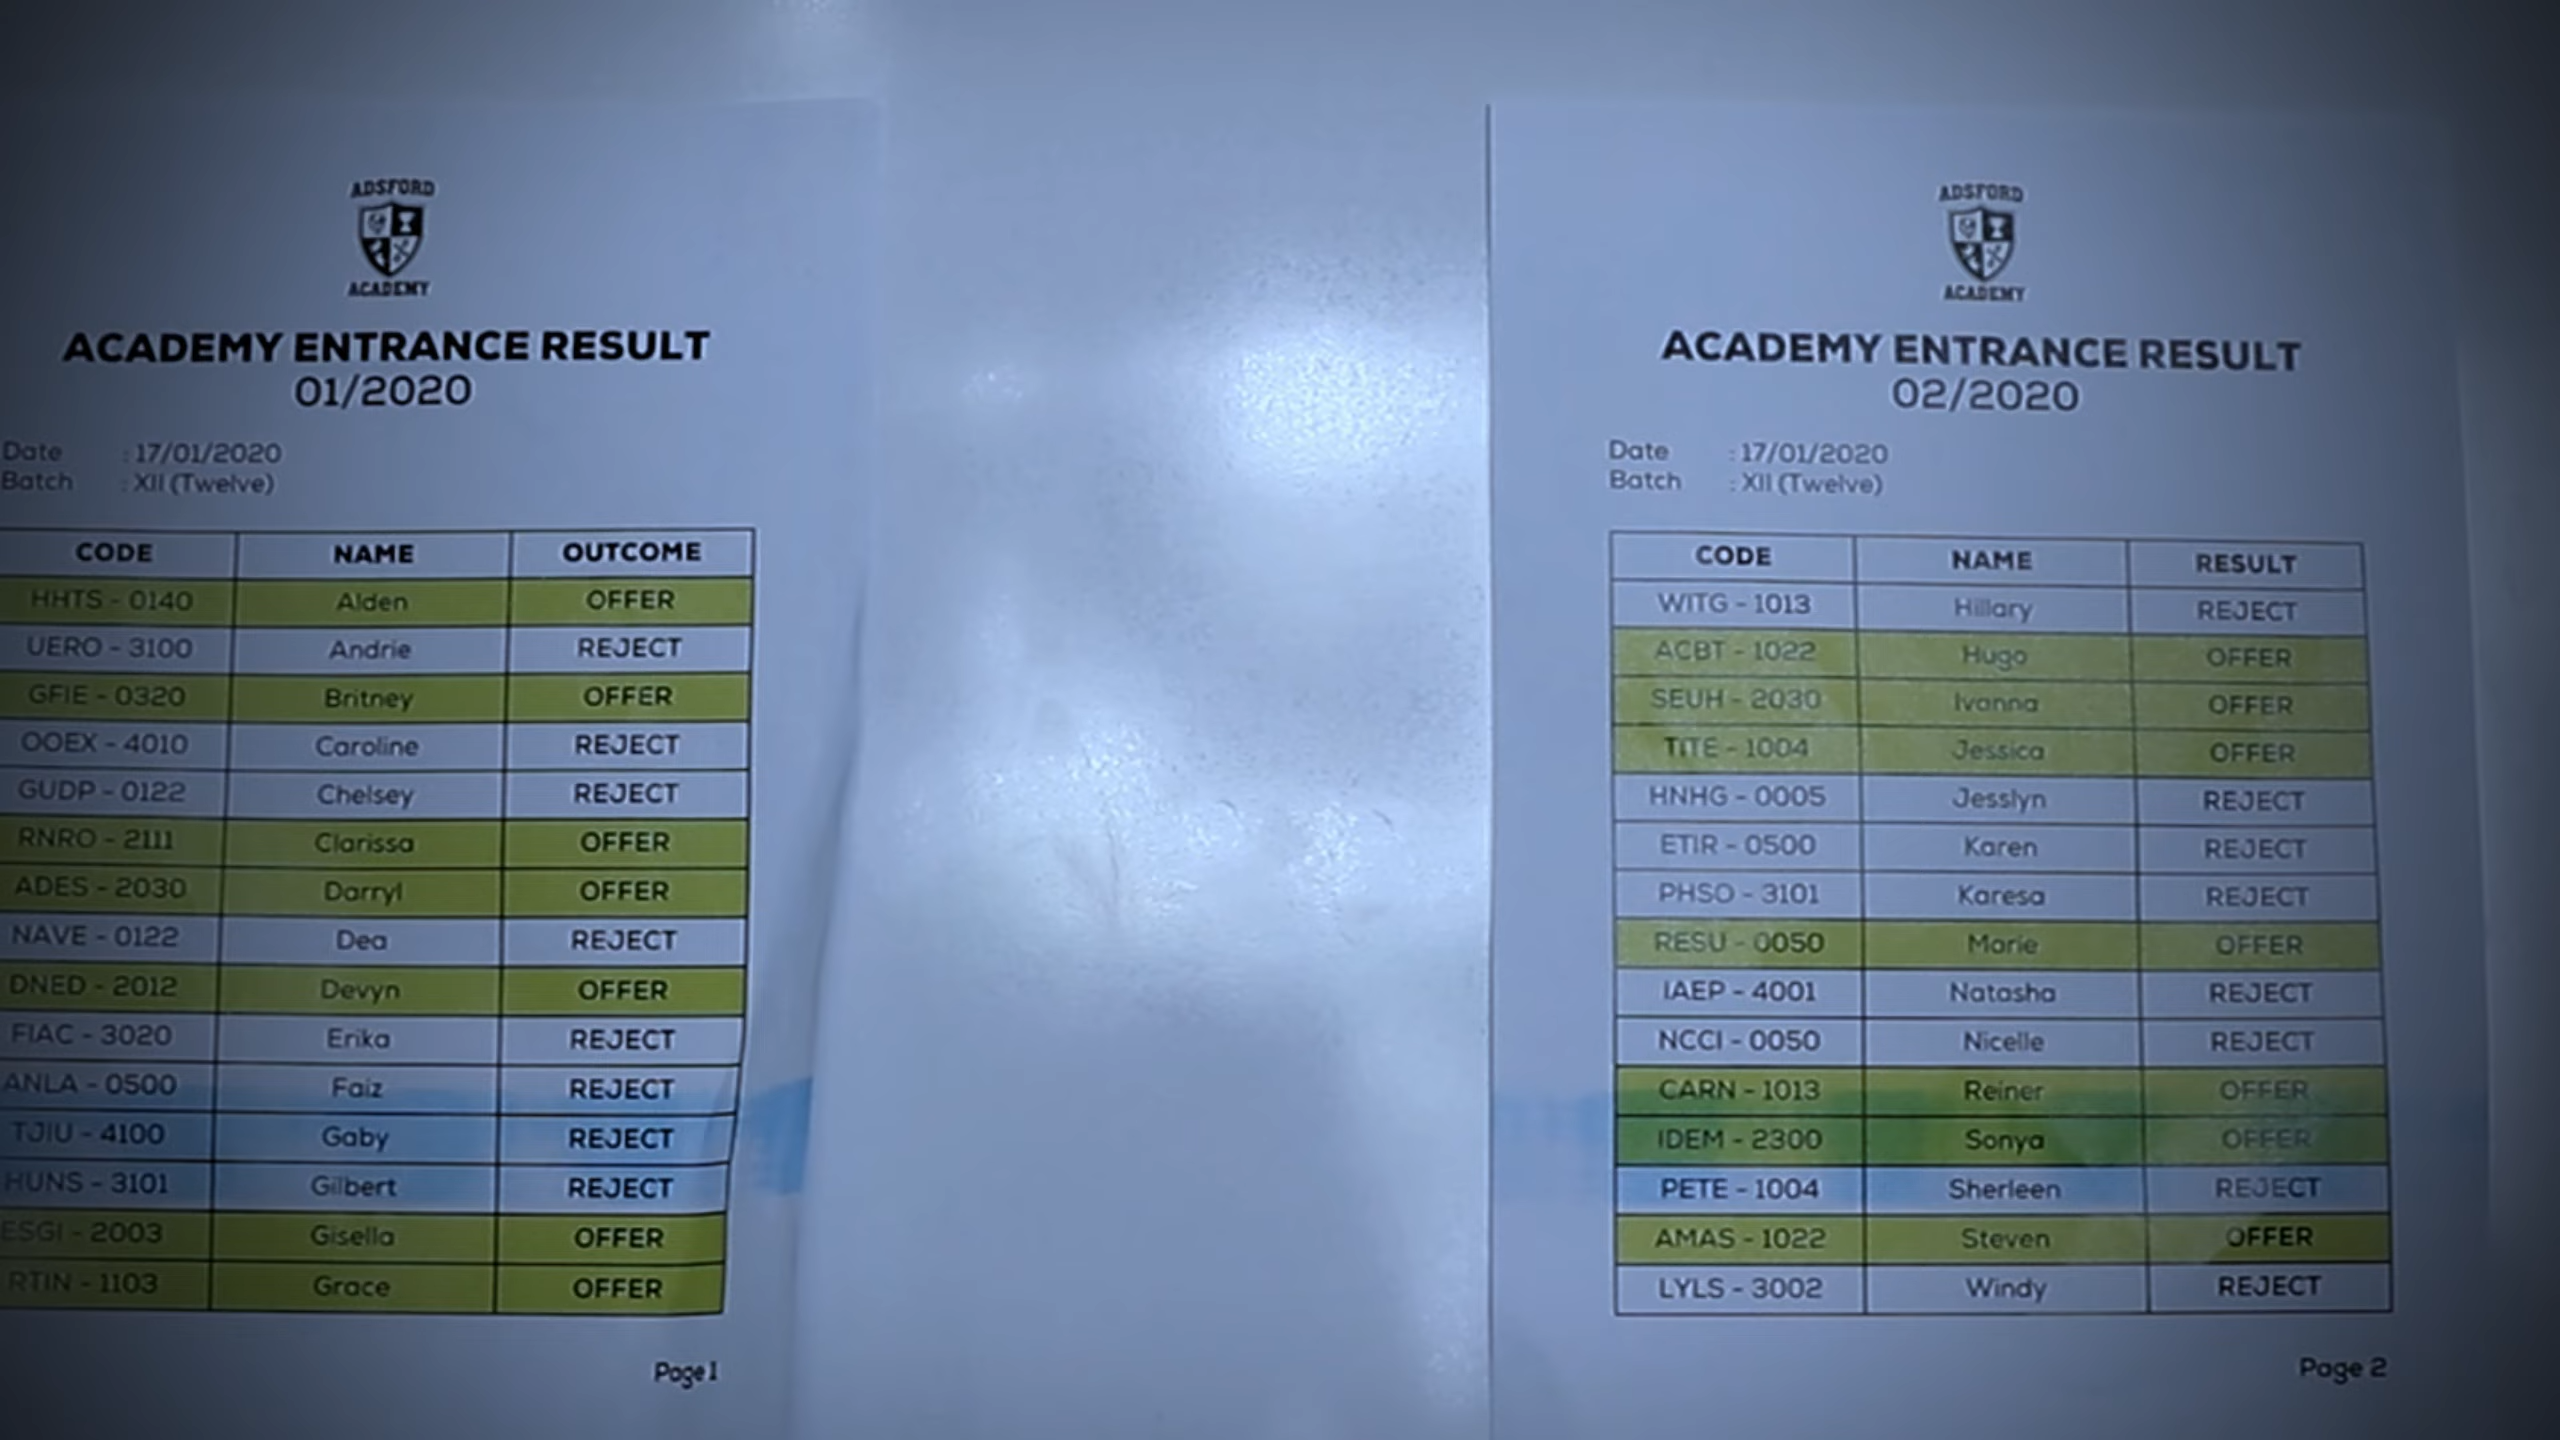 ADSFORD
ACADEMY
ACADEMY ENTRANCE RESULT
01/2020
Date : 17/01/2020
Batch : XII (Twelve)
CODE NAME OUTCOME
HHTS - 0140 Alden OFFER
UERO - 3100 Andrie REJECT
GFIE - 0320 Britney OFFER
OOEX - 4010 Caroline REJECT
GUDP - 0122 Chelsey REJECT
RNRO - 2111 Clarissa OFFER
ADES - 2030 Darryl OFFER
NAVE - 0122 Dea REJECT
DNED - 2012 Devyn OFFER
FIAC - 3020 Erika REJECT
ANLA - 0500 Faiz REJECT
TJIU - 4100 Gaby REJECT
HUNS - 3101 Gilbert REJECT
ESGI - 2003 Gisella OFFER
RTIN - 1103 Grace OFFER
Page 1
ADSFORD
ACADEMY
ACADEMY ENTRANCE RESULT
02/2020
Date : 17/01/2020
Batch : XII (Twelve)
CODE NAME RESULT
WITG - 1013 Hillary REJECT
ACBT - 1022 Hugo OFFER
SEUH - 2030 Ivanna OFFER
TITE - 1004 Jessica OFFER
HNHG - 0005 Jesslyn REJECT
ETIR - 0500 Karen REJECT
PHSO - 3101 Karesa REJECT
RESU - 0050 Marie OFFER
IAEP - 4001 Natasha REJECT
NCCI - 0050 Nicelle REJECT
CARN - 1013 Reiner OFFER
IDEM - 2300 Sonya OFFER
PETE - 1004 Sherleen REJECT
AMAS - 1022 Steven OFFER
LYLS - 3002 Windy REJECT
Page 2